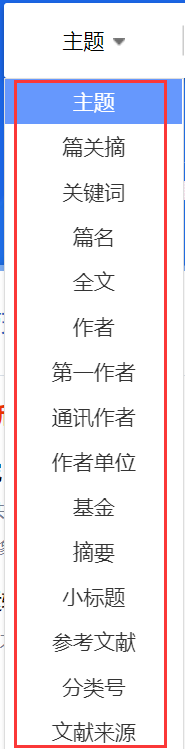 主题
主题
篇关摘
关键词
篇名
全文
作者
第一作者
通讯作者
作者单位
基金
摘要
小标题
参考文献
分类号
文献来源